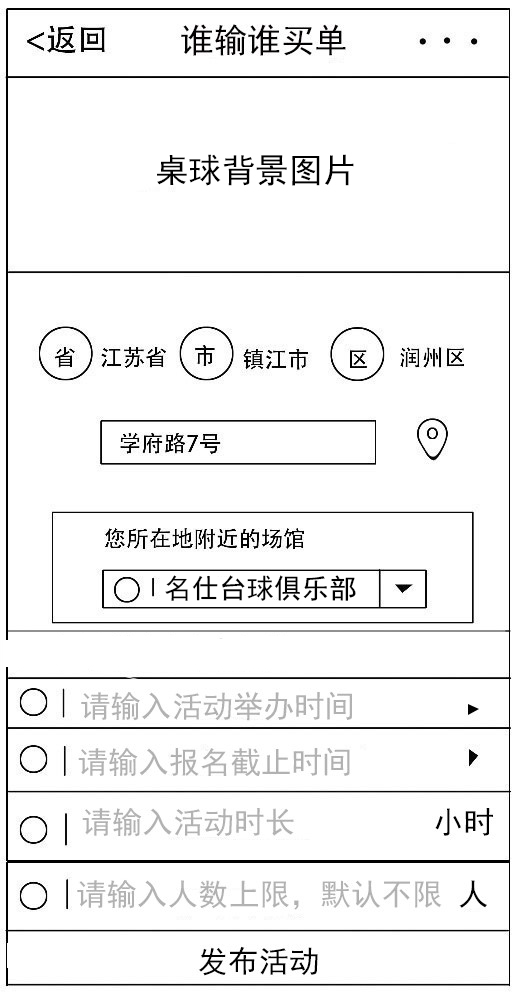 <返回 谁输谁买单 ...
桌球背景图片
省 江苏省 市 镇江市 区 润州区
学府路7号
您所在地附近的场馆
名仕台球俱乐部
请输入活动举办时间
请输入报名截止时间
请输入活动时长 小时
请输入人数上限，默认不限 人
发布活动